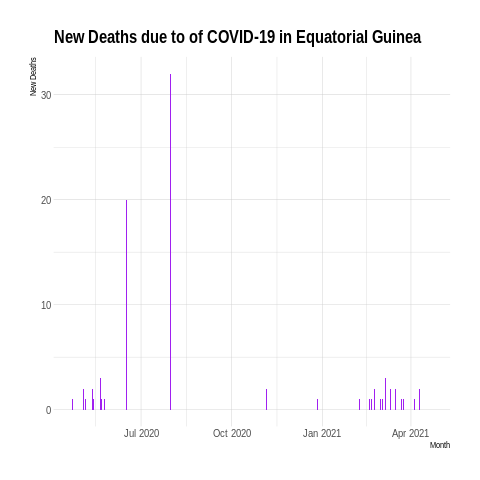 New Deaths due to of COVID-19 in Equatorial Guinea
New Deaths
30
20
10
0
Jul 2020 Oct 2020 Jan 2021 Apr 2021
Month